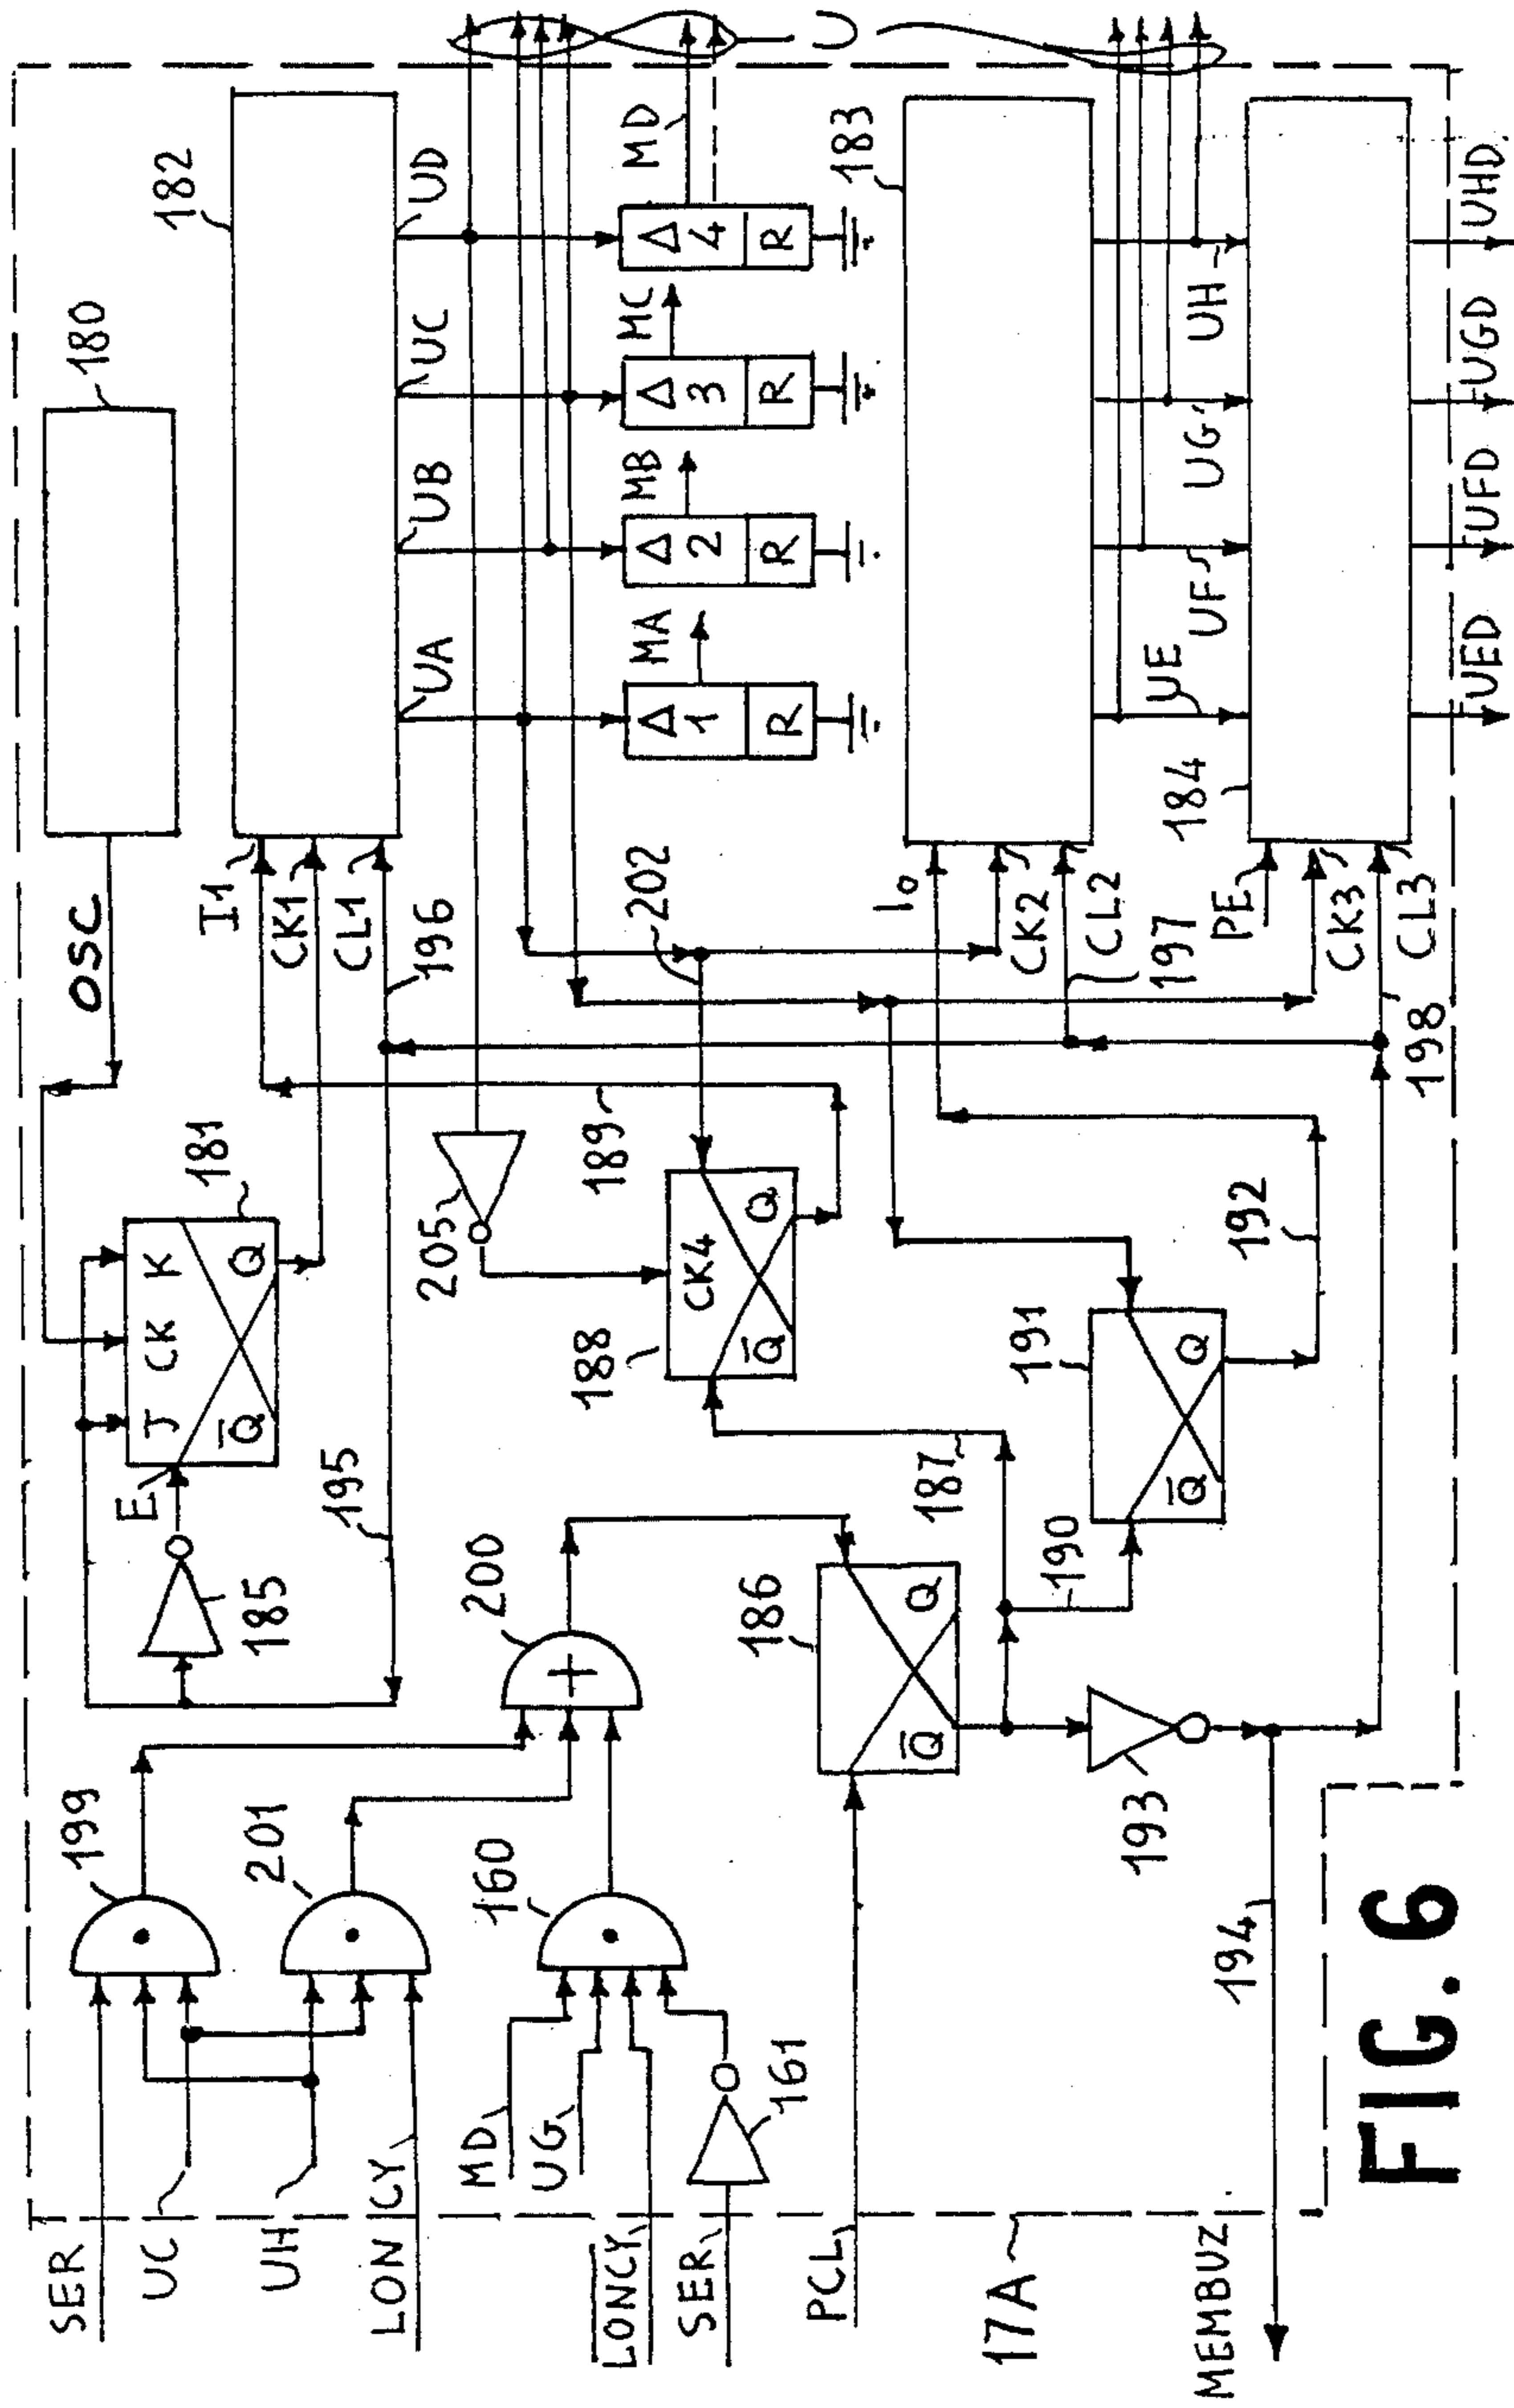 SER
UC
UH
LONCY
LONCY
SER
PCL
17A
MEMBUZ
199
201
160
MD
UG
161
200
185
E
195
J CK K
Q Q
181
OSC
180
186
Q Q
193
194
187
190
188
CK4
Q Q
205
189
191
Q Q
192
202
196
197
198
I1
CK1
CL1
182
UA
UB
UC
UD
MA
MB
MC
MD
Δ 1 R
Δ 2 R
Δ 3 R
Δ 4 R
U
I0
CK2
CL2
183
UE
UF
UG
UH
184
PE
CK3
CL3
UED
UFD
UGD
UHD
FIG. 6